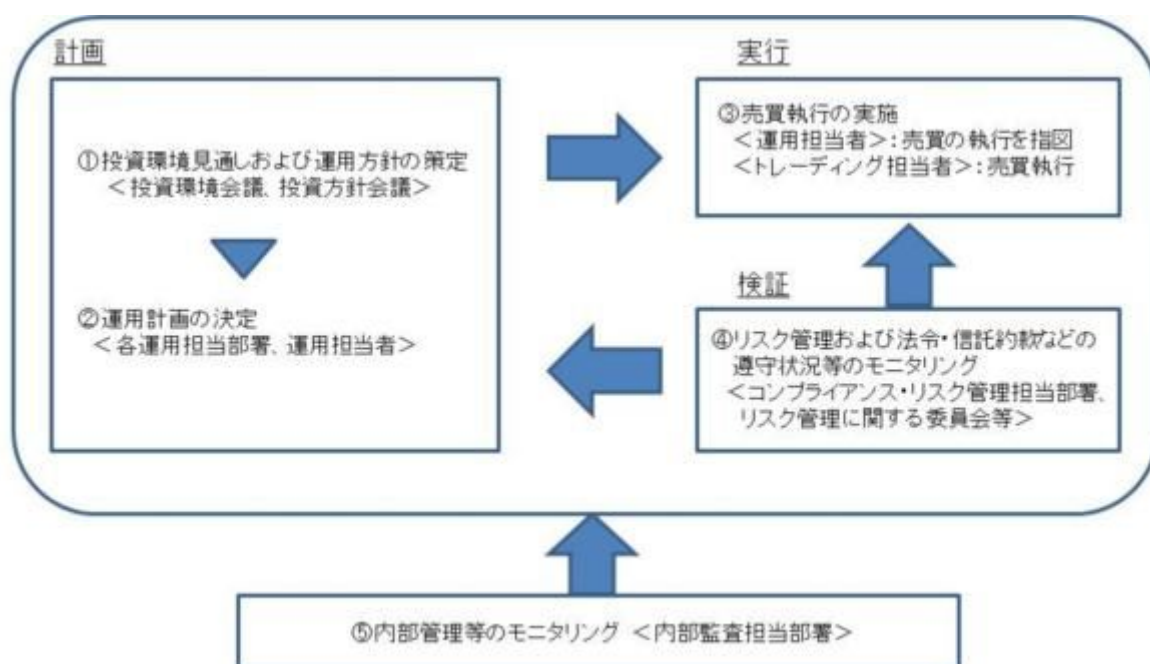 計画
①投資環境見通しおよび運用方針の策定
＜投資環境会議、投資方針会議＞
②運用計画の決定
＜各運用担当部署、運用担当者＞
実行
③売買執行の実施
＜運用担当者＞：売買の執行を指図
＜トレーディング担当者＞：売買執行
検証
④リスク管理および法令・信託約款などの
遵守状況等のモニタリング
＜コンプライアンス・リスク管理担当部署、
リスク管理に関する委員会等＞
⑤内部管理等のモニタリング ＜内部監査担当部署＞